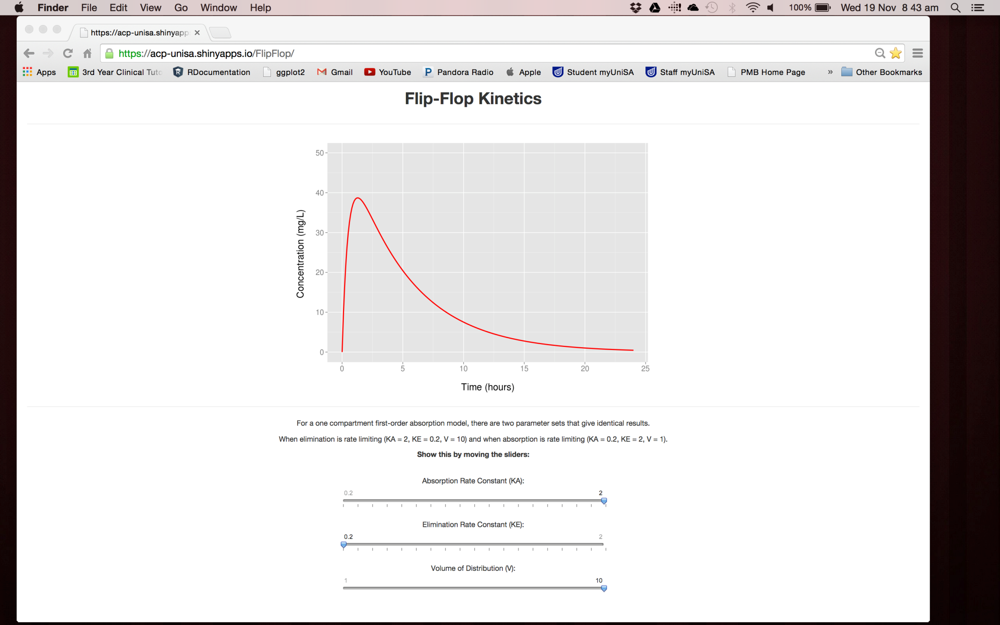 Finder File Edit View Go Window Help 100% Wed 19 Nov 8 43 am
https://acp-unisa.shinyapp
https://acp-unisa.shinyapps.io/FlipFlop/
Apps 3rd Year Clinical Tuto RDocumentation ggplot2 Gmail YouTube Pandora Radio Apple Student myUniSA Staff myUniSA PMB Home Page » Other Bookmarks
Flip-Flop Kinetics
50
40
30
20
10
0
Concentration (mg/L)
0 5 10 15 20 25
Time (hours)
For a one compartment first-order absorption model, there are two parameter sets that give identical results.
When elimination is rate limiting (KA = 2, KE = 0.2, V = 10) and when absorption is rate limiting (KA = 0.2, KE = 2, V = 1).
Show this by moving the sliders:
Absorption Rate Constant (KA):
0.2 2
Elimination Rate Constant (KE):
0.2 2
Volume of Distribution (V):
1 10